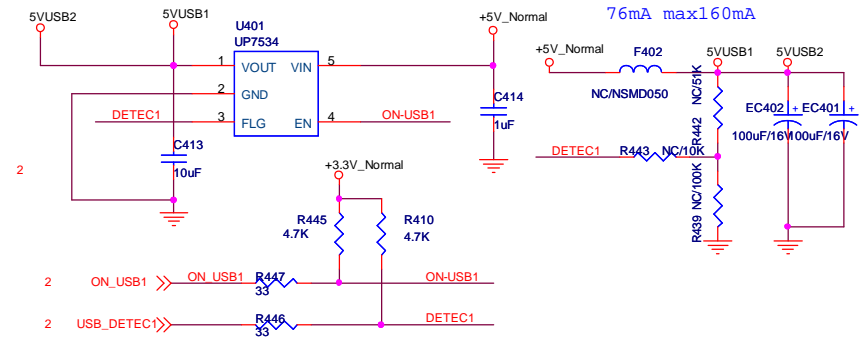 76mA max160mA
5VUSB2
5VUSB1
U401
UP7534
+5V_Normal
1 VOUT VIN 5
2 GND
3 FLG EN 4
DETEC1
ON-USB1
C413
10uF
C414
1uF
+5V_Normal
F402
NC/NSMD050
5VUSB1
5VUSB2
NC/51K
R442
EC402
+
100uF/16V
EC401
+
100uF/16V
DETEC1
R443
NC/10K
R439
NC/100K
2
+3.3V_Normal
R445
4.7K
R410
4.7K
2
ON_USB1
ON_USB1
R447
33
ON-USB1
2
USB_DETEC1
R446
33
DETEC1